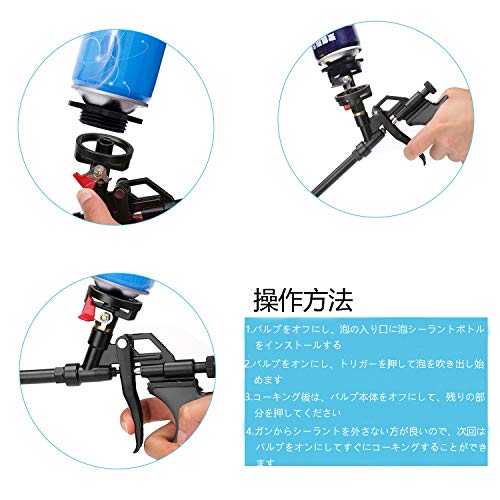 操作方法
1.バルブをオフにし、泡の入り口に泡シーラントボトル
をインストールする
2.バルブをオンにし、トリガーを押して泡を吹き出し始
めます
3.コーキング後は、バルブ本体をオフにして、残りの部
分を押してください
4.ガンからシーラントを外さない方が良いので、次回は
バルブをオンにしてすぐにコーキングすることができ
ます